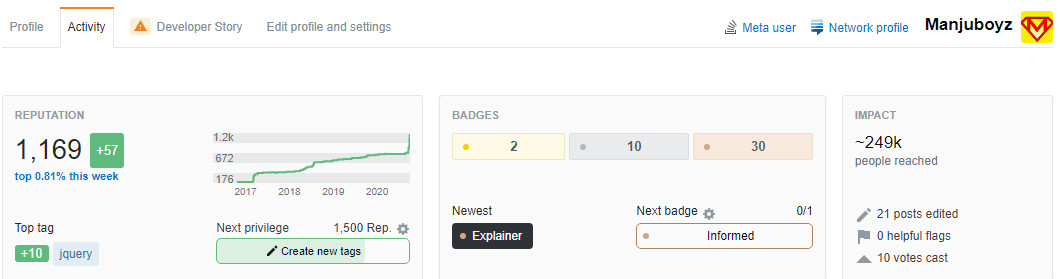 Profile Activity Developer Story Edit profile and settings Meta user Network profile Manjuboyz
REPUTATION
1,169 +57
top 0.81% this week
1.2k
672
176
2017 2018 2019 2020
Top tag
+10 jquery
Next privilege 1,500 Rep.
Create new tags
BADGES
2 10 30
Newest
Explainer
Next badge 0/1
Informed
IMPACT
~249k
people reached
21 posts edited
0 helpful flags
10 votes cast